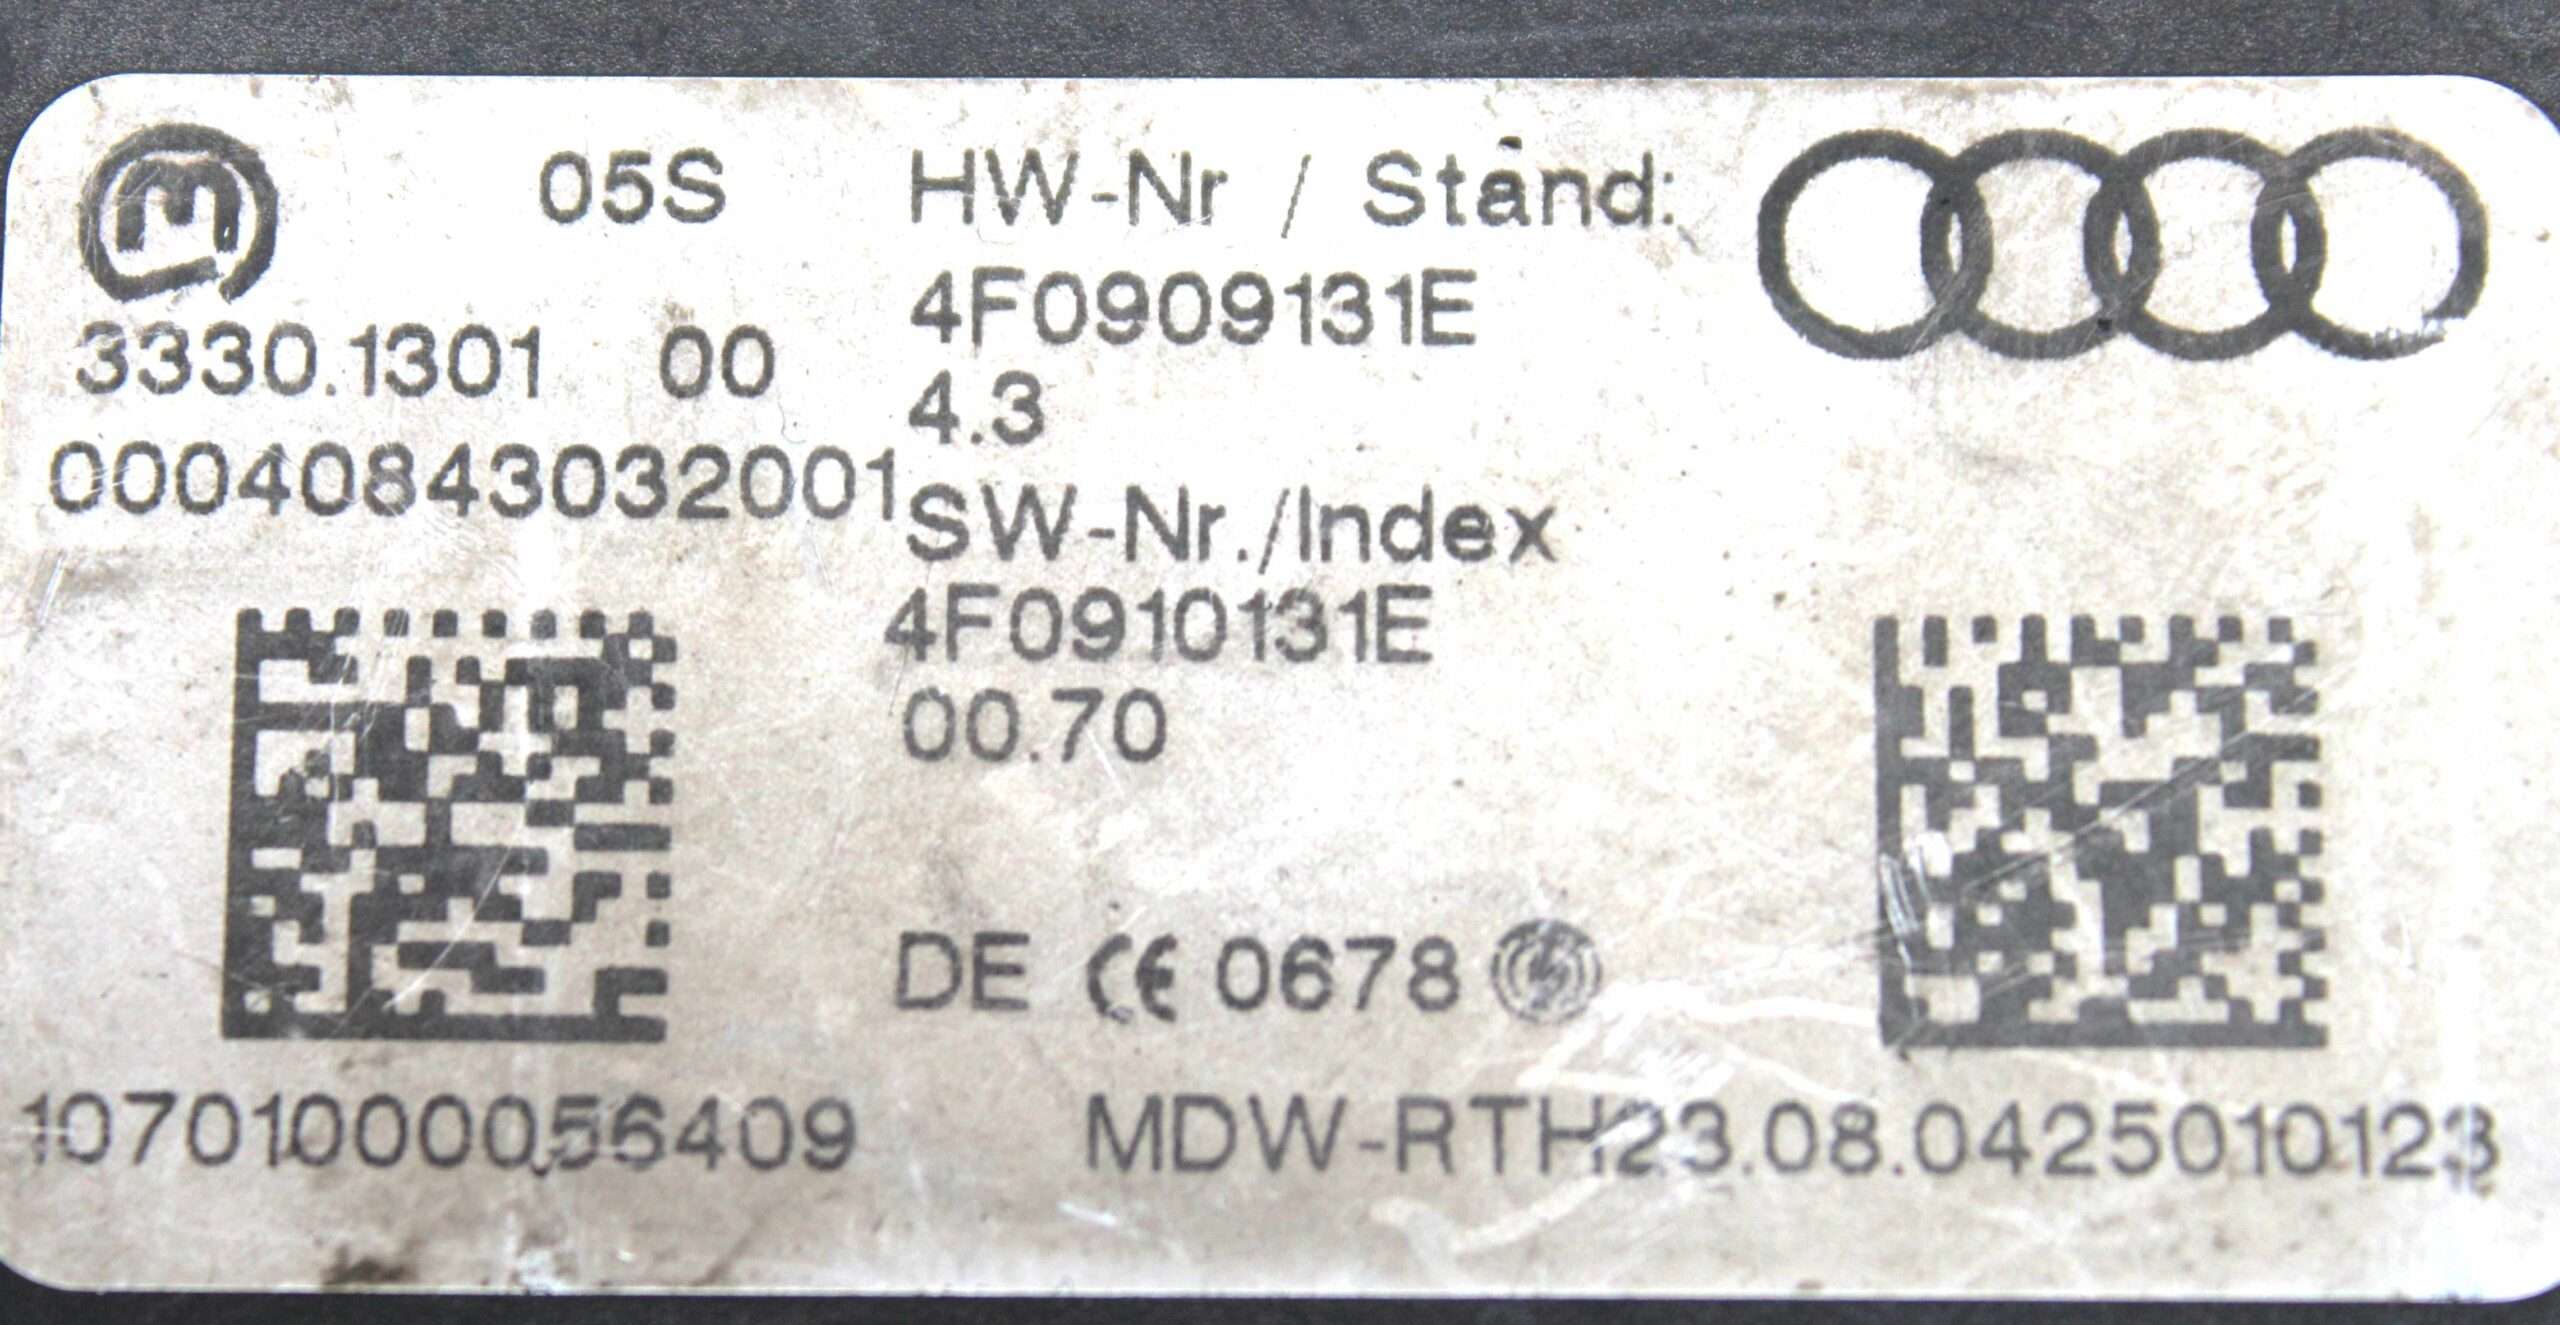 m 05S
3330.1301 00
00040843032001
HW-Nr / Stand:
4F0909131E
4.3
SW-Nr./Index
4F0910131E
00.70
DE CE 0678
10701000056409
MDW-RTH23.08.0425010123